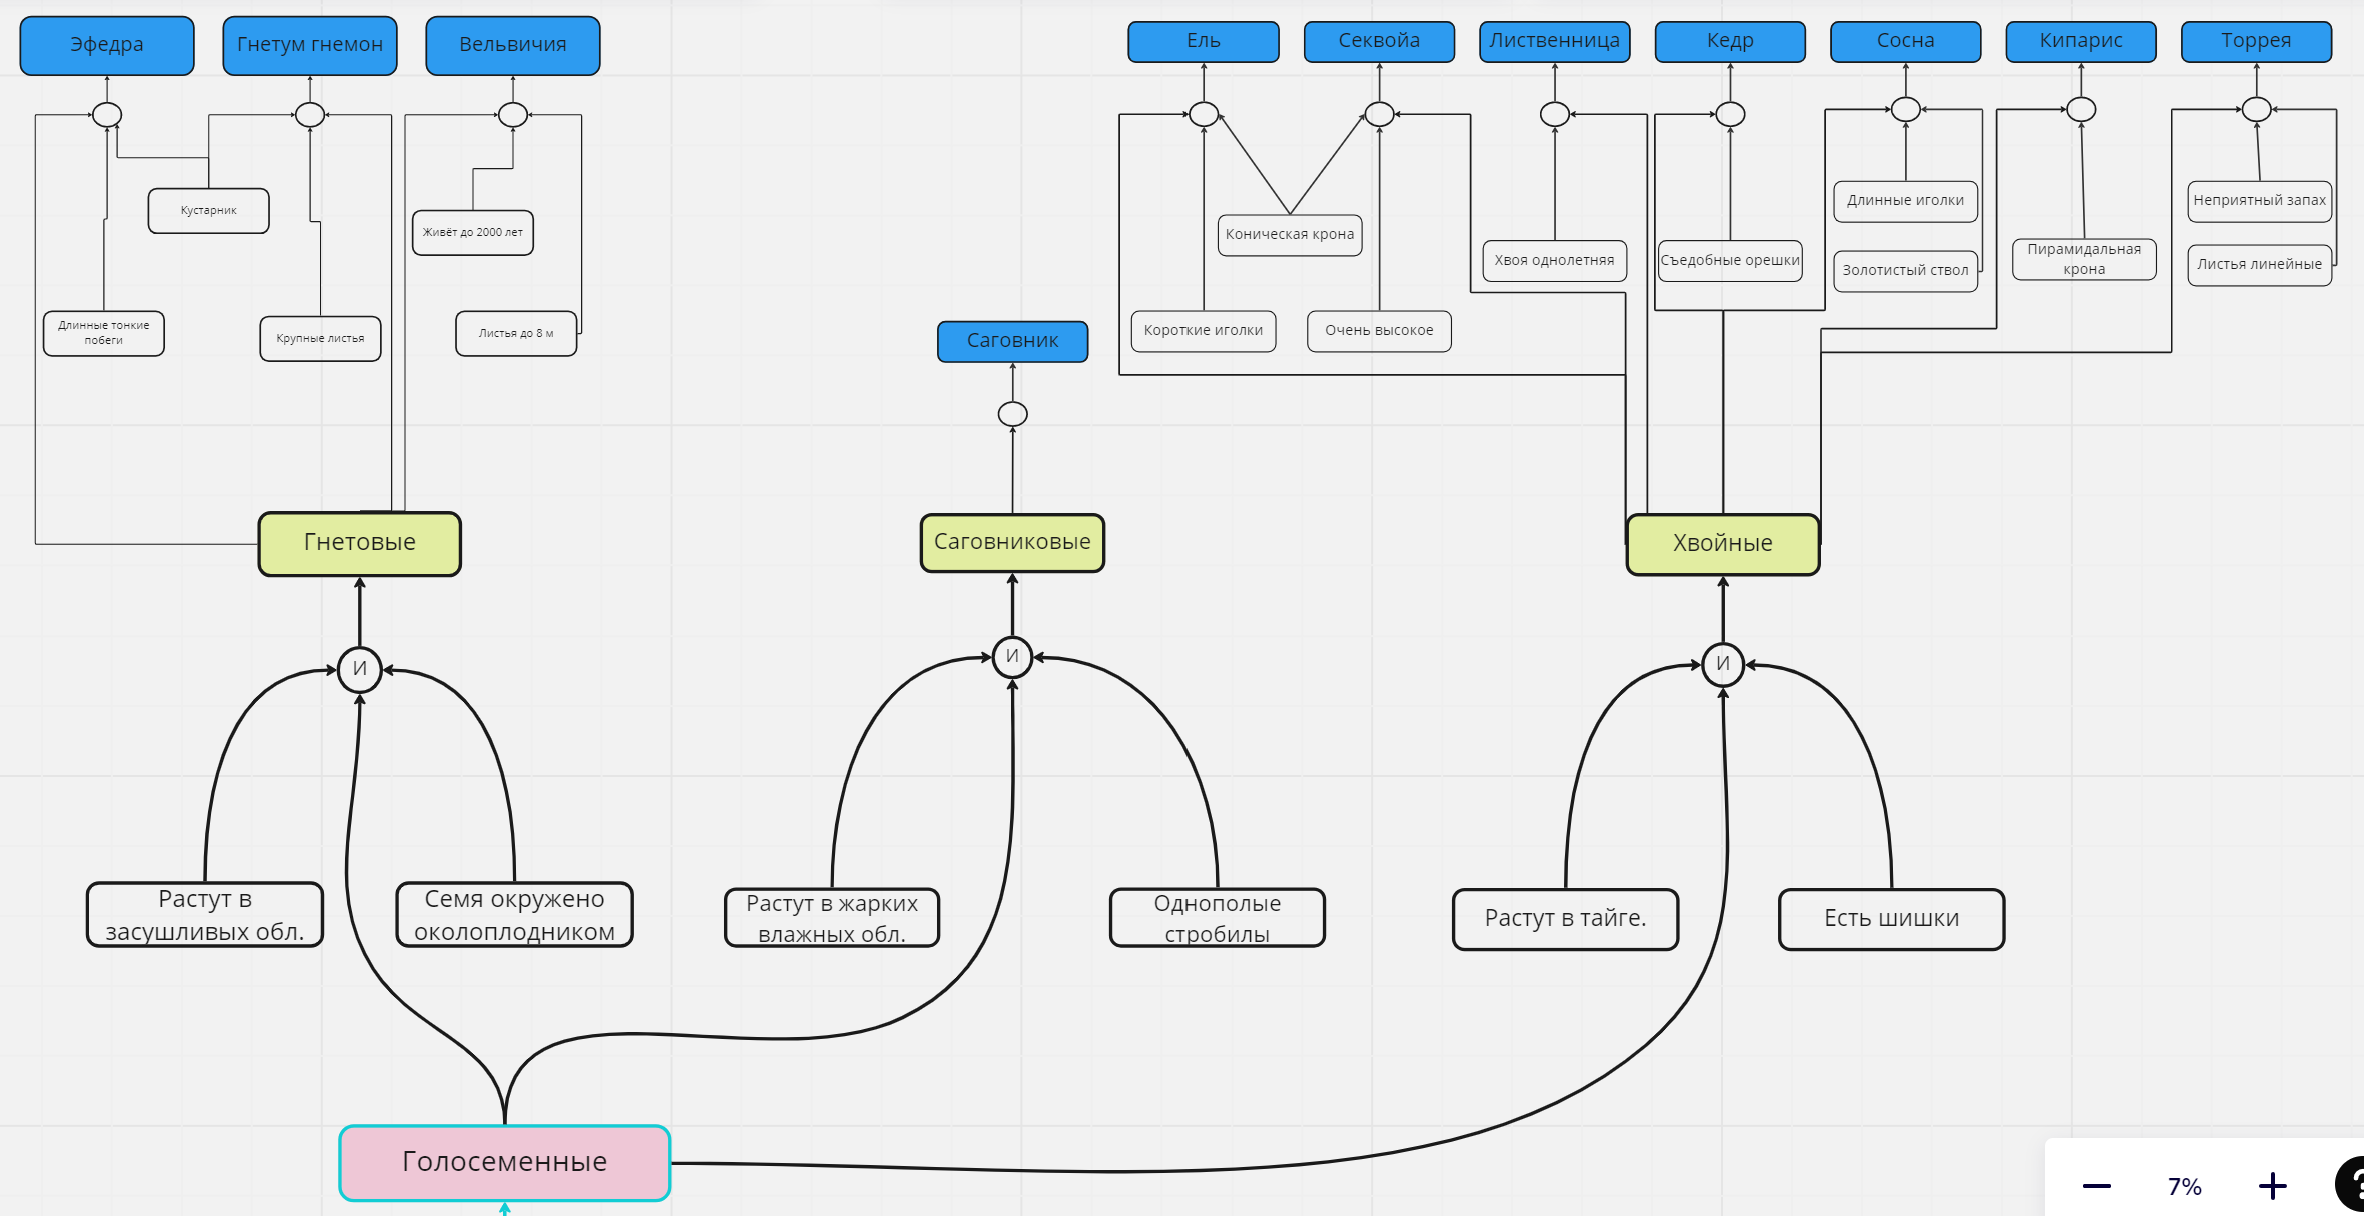 Эфедра
Гнетум гнемон
Вельвичия
Ель
Секвойа
Лиственница
Кедр
Сосна
Кипарис
Торрея
Кустарник
Живёт до 2000 лет
Коническая крона
Хвоя однолетняя
Съедобные орешки
Длинные иголки
Золотистый ствол
Пирамидальная
крона
Неприятный запах
Листья линейные
Длинные тонкие
побеги
Крупные листья
Листья до 8 м
Короткие иголки
Очень высокое
Саговник
Гнетовые
Саговниковые
Хвойные
И
И
И
Растут в
засушливых обл.
Семя окружено
околоплодником
Растут в жарких
влажных обл.
Однополые
стробилы
Растут в тайге.
Есть шишки
Голосеменные
7%
?